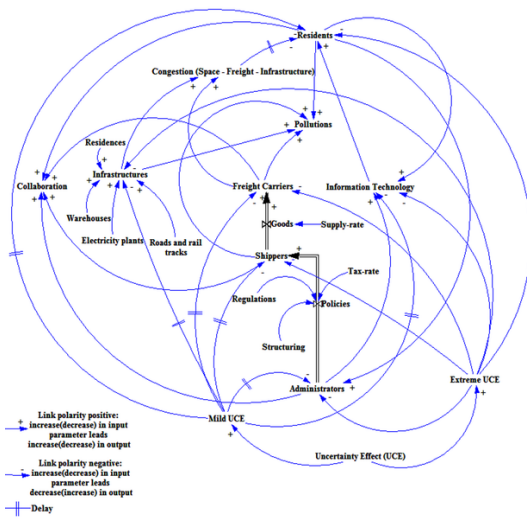 Residents
Congestion (Space - Freight - Infrastructure)
Pollutions
Residences
Collaboration
Infrastructures
Freight Carriers
Information Technology
Warehouses
Electricity plants
Roads and rail
tracks
Goods
Supply-rate
Shippers
Tax-rate
Regulations
Policies
Structuring
Administrators
Extreme UCE
Mild UCE
Uncertainty Effect (UCE)
Link polarity positive:
+ increase(decrease) in input
parameter leads
increase(decrease) in output
Link polarity negative:
- increase(decrease) in input
parameter leads
decrease(increase) in output
Delay